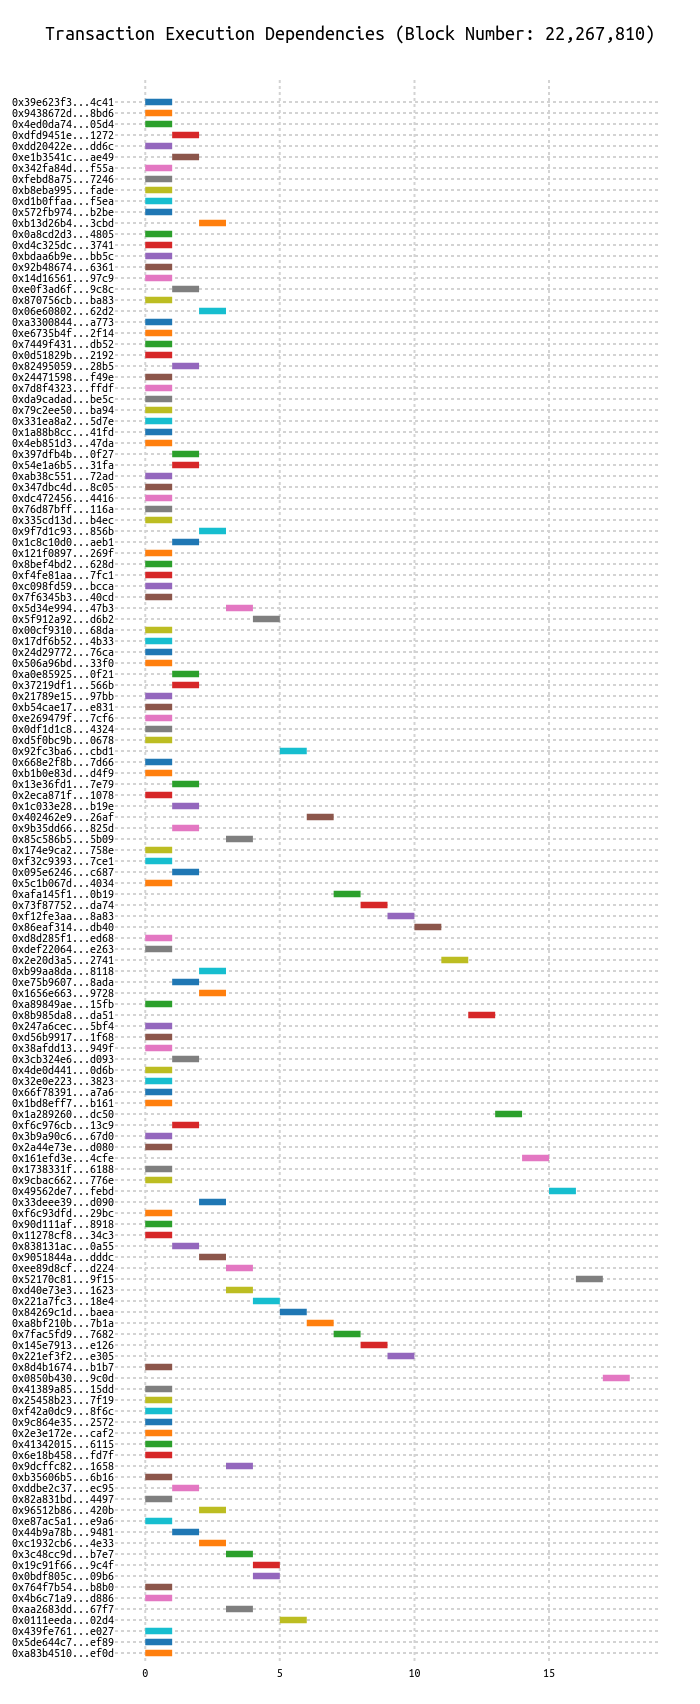 Transaction Execution Dependencies (Block Number: 22,267,810)
0x39e623f3...4c41
0x9438672d...8bd6
0x4ed0da74...05d4
0xdfd9451e...1272
0xdd20422e...dd6c
0xe1b3541c...ae49
0x342fa84d...f55a
0xfebd8a75...7246
0xb8eba995...fade
0xd1b0ffaa...f5ea
0x572fb974...b2be
0xb13d26b4...3cbd
0x0a8cd2d3...4805
0xd4c325dc...3741
0xbdaa6b9e...bb5c
0x92b48674...6361
0x14d16561...97c9
0xe0f3ad6f...9c8c
0x870756cb...ba83
0x06e60802...62d2
0xa3300844...a773
0xe6735b4f...2f14
0x7449f431...db52
0x0d51829b...2192
0x82495059...28b5
0x24471598...f49e
0x7d8f4323...ffdf
0xda9cadad...be5c
0x79c2ee50...ba94
0x331ea8a2...5d7e
0x1a88b8cc...41fd
0x4eb851d3...47da
0x397dfb4b...0f27
0x54e1a6b5...31fa
0xab38c551...72ad
0x347dbc4d...8c05
0xdc472456...4416
0x76d87bff...116a
0x335cd13d...b4ec
0x9f7d1c93...856b
0x1c8c10d0...aeb1
0x121f0897...269f
0x8bef4bd2...628d
0xf4fe81aa...7fc1
0xc098fd59...bcca
0x7f6345b3...40cd
0x5d34e994...47b3
0x5f912a92...d6b2
0x00cf9310...68da
0x17df6b52...4b33
0x24d29772...76ca
0x506a96bd...33f0
0xa0e85925...0f21
0x37219df1...566b
0x21789e15...97bb
0xb54cae17...e831
0xe269479f...7cf6
0x0df1d1c8...4324
0xd5f0bc9b...0678
0x92fc3ba6...cbd1
0x668e2f8b...7d66
0xb1b0e83d...d4f9
0x13e36fd1...7e79
0x2eca871f...1078
0x1c033e28...b19e
0x402462e9...26af
0x9b35dd66...825d
0x85c586b5...5b09
0x174e9ca2...758e
0xf32c9393...7ce1
0x095e6246...c687
0x5c1b067d...4034
0xafa145f1...0b19
0x73f87752...da74
0xf12fe3aa...8a83
0x86eaf314...db40
0xd8d285f1...ed68
0xdef22064...e263
0x2e20d3a5...2741
0xb99aa8da...8118
0xe75b9607...8ada
0x1656e663...9728
0xa89849ae...15fb
0x8b985da8...da51
0x247a6cec...5bf4
0xd56b9917...1f68
0x38afdd13...949f
0x3cb324e6...d093
0x4de0d441...0d6b
0x32e0e223...3823
0x66f78391...a7a6
0x1bd8eff7...b161
0x1a289260...dc50
0xf6c976cb...13c9
0x3b9a90c6...67d0
0x2a44e73e...d080
0x161efd3e...4cfe
0x1738331f...6188
0x9cbac662...776e
0x49562de7...febd
0x33deee39...d090
0xf6c93dfd...29bc
0x90d111af...8918
0x11278cf8...34c3
0x838131ac...0a55
0x9051844a...dddc
0xee89d8cf...d224
0x52170c81...9f15
0xd40e73e3...1623
0x221a7fc3...18e4
0x84269c1d...baea
0xa8bf210b...7b1a
0x7fac5fd9...7682
0x145e7913...e126
0x221ef3f2...e305
0x8d4b1674...b1b7
0x0850b430...9c0d
0x41389a85...15dd
0x25458b23...7f19
0xf42a0dc9...8f6c
0x9c864e35...2572
0x2e3e172e...caf2
0x41342015...6115
0x6e18b458...fd7f
0x9dcffc82...1658
0xb35606b5...6b16
0xddbe2c37...ec95
0x82a831bd...4497
0x96512b86...420b
0xe87ac5a1...e9a6
0x44b9a78b...9481
0xc1932cb6...4e33
0x3c48cc9d...b7e7
0x19c91f66...9c4f
0x0bdf805c...09b6
0x764f7b54...b8b0
0x4b6c71a9...d886
0xaa2683dd...67f7
0x0111eeda...02d4
0x439fe761...e027
0x5de644c7...ef89
0xa83b4510...ef0d
0 5 10 15